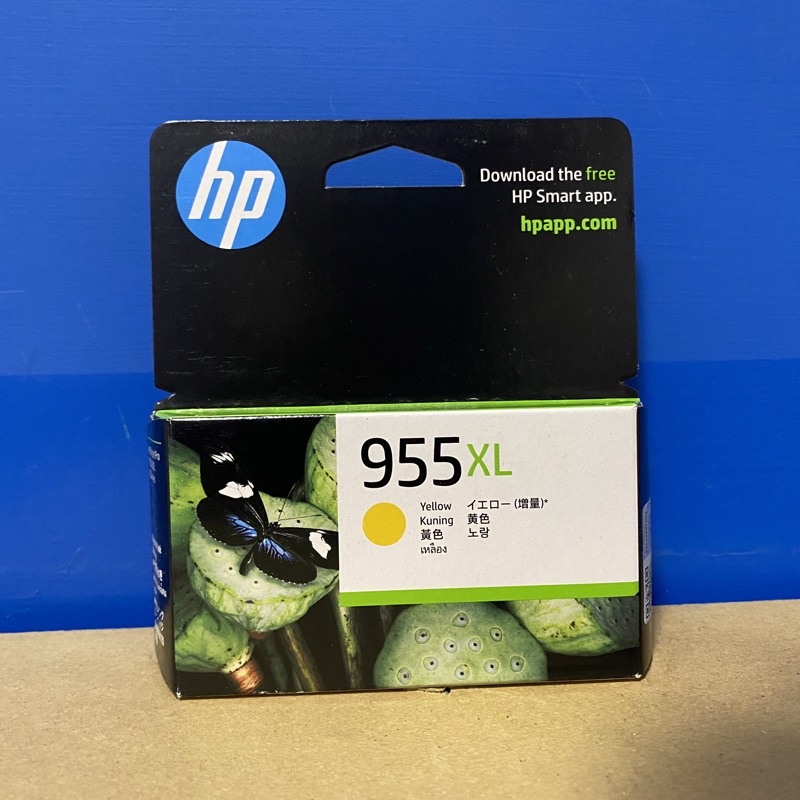 hp
Download the free
HP Smart app.
hpapp.com
955XL
Yellow イエロー (増量)*
Kuning 黄色
黃色 노랑
เหลือง